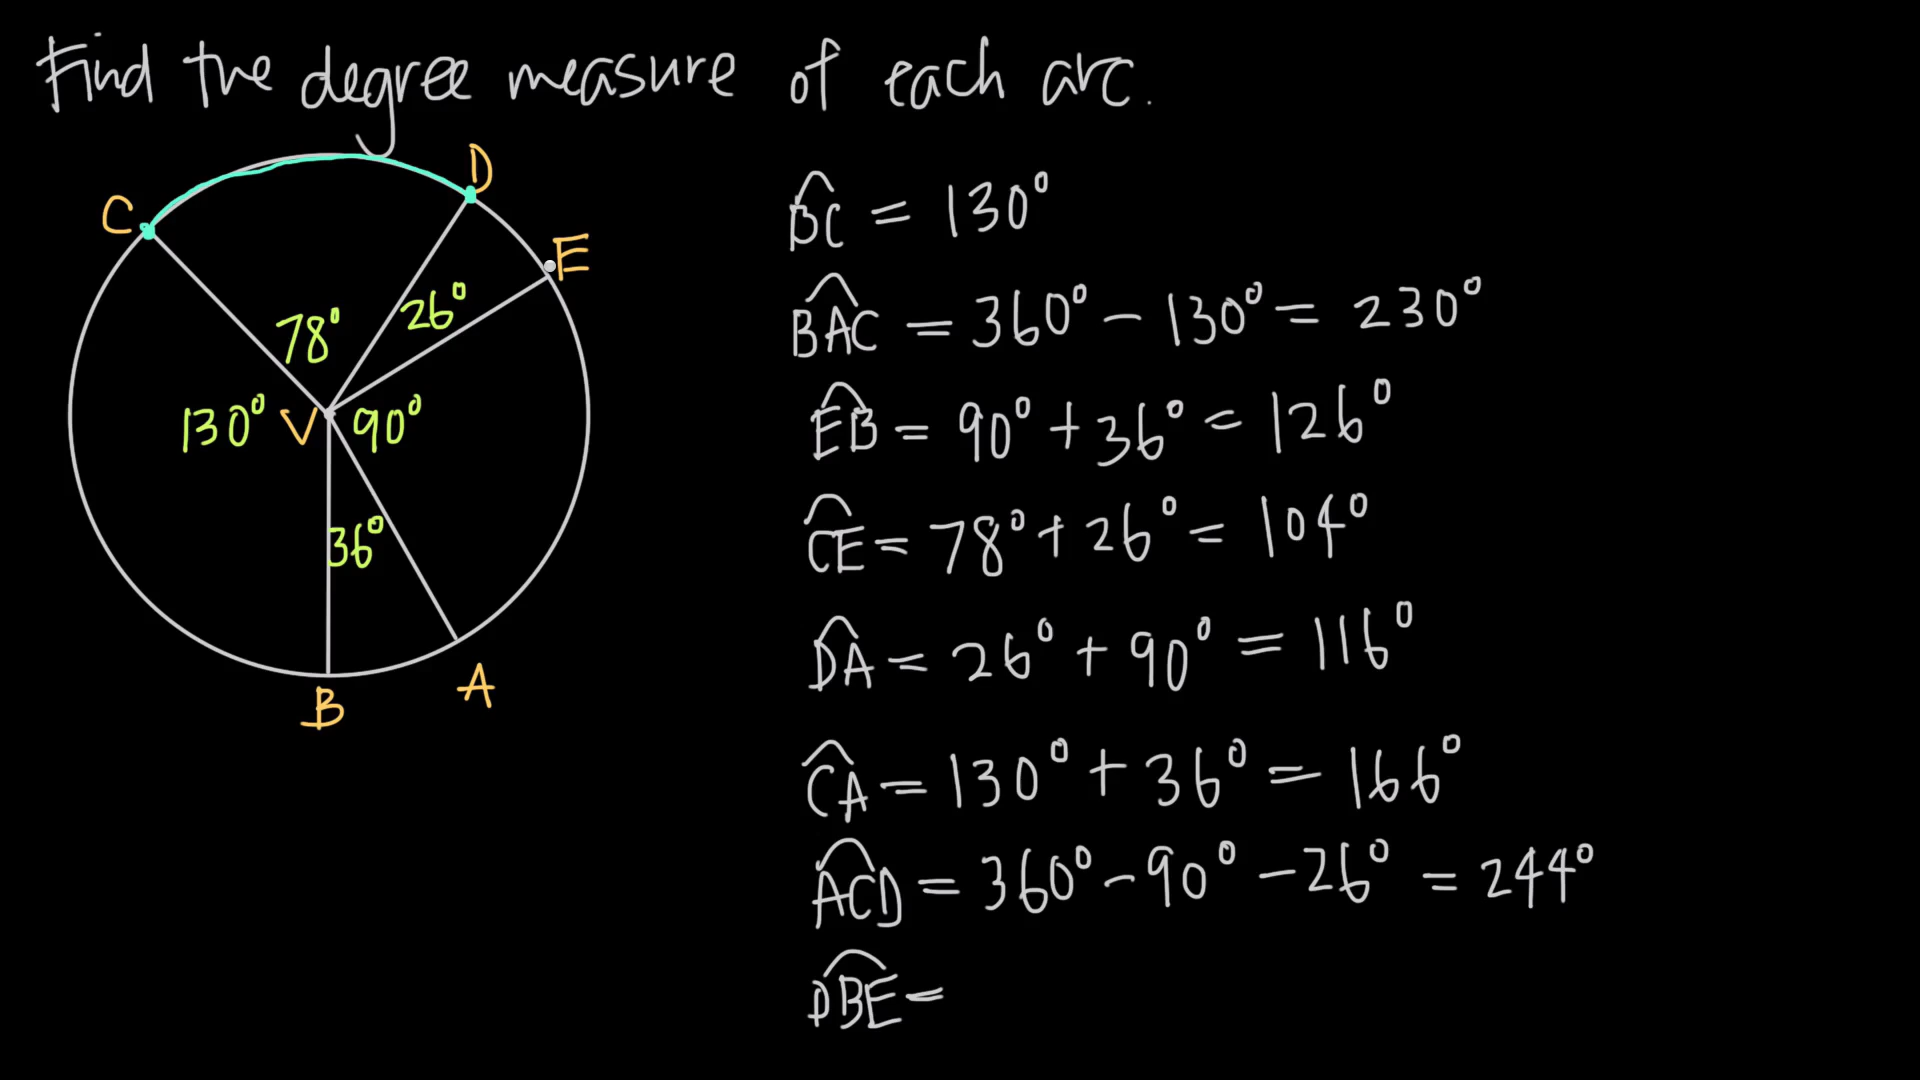 Find the degree measure of each arc.
C
D
E
78°
26°
130°
V
90°
36°
B
A
BC = 130°
BAC = 360° - 130° = 230°
EB = 90° + 36° = 126°
CE = 78° + 26° = 104°
DA = 26° + 90° = 116°
CA = 130° + 36° = 166°
ACD = 360° - 90° - 26° = 244°
DBE =